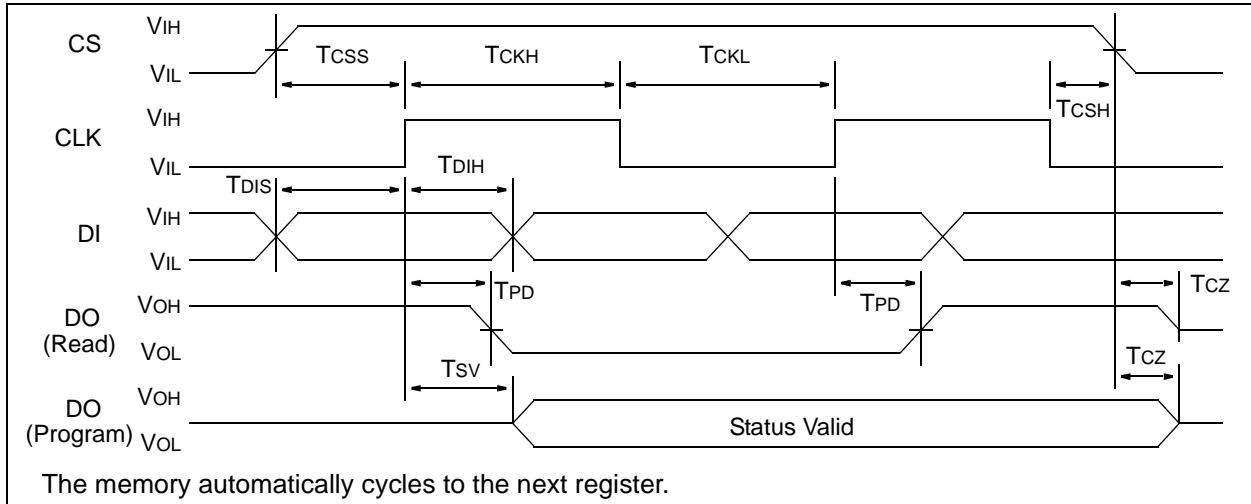 CS
VIH
VIL
TCSS
TCKH
TCKL
TCSH
CLK
VIH
VIL
TDIS
TDIH
DI
VIH
VIL
TPD
TPD
TCZ
DO
(Read)
VOH
VOL
TSV
TCZ
DO
(Program)
VOH
VOL
Status Valid
The memory automatically cycles to the next register.